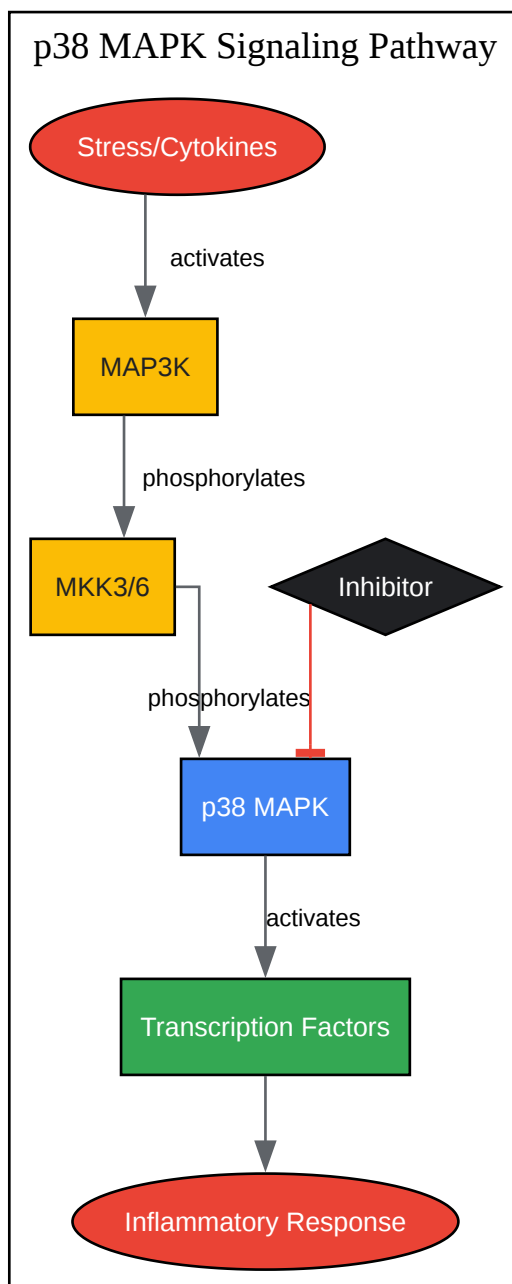 p38 MAPK Signaling Pathway
Stress/Cytokines
activates
MAP3K
phosphorylates
MKK3/6
Inhibitor
phosphorylates
p38 MAPK
activates
Transcription Factors
Inflammatory Response